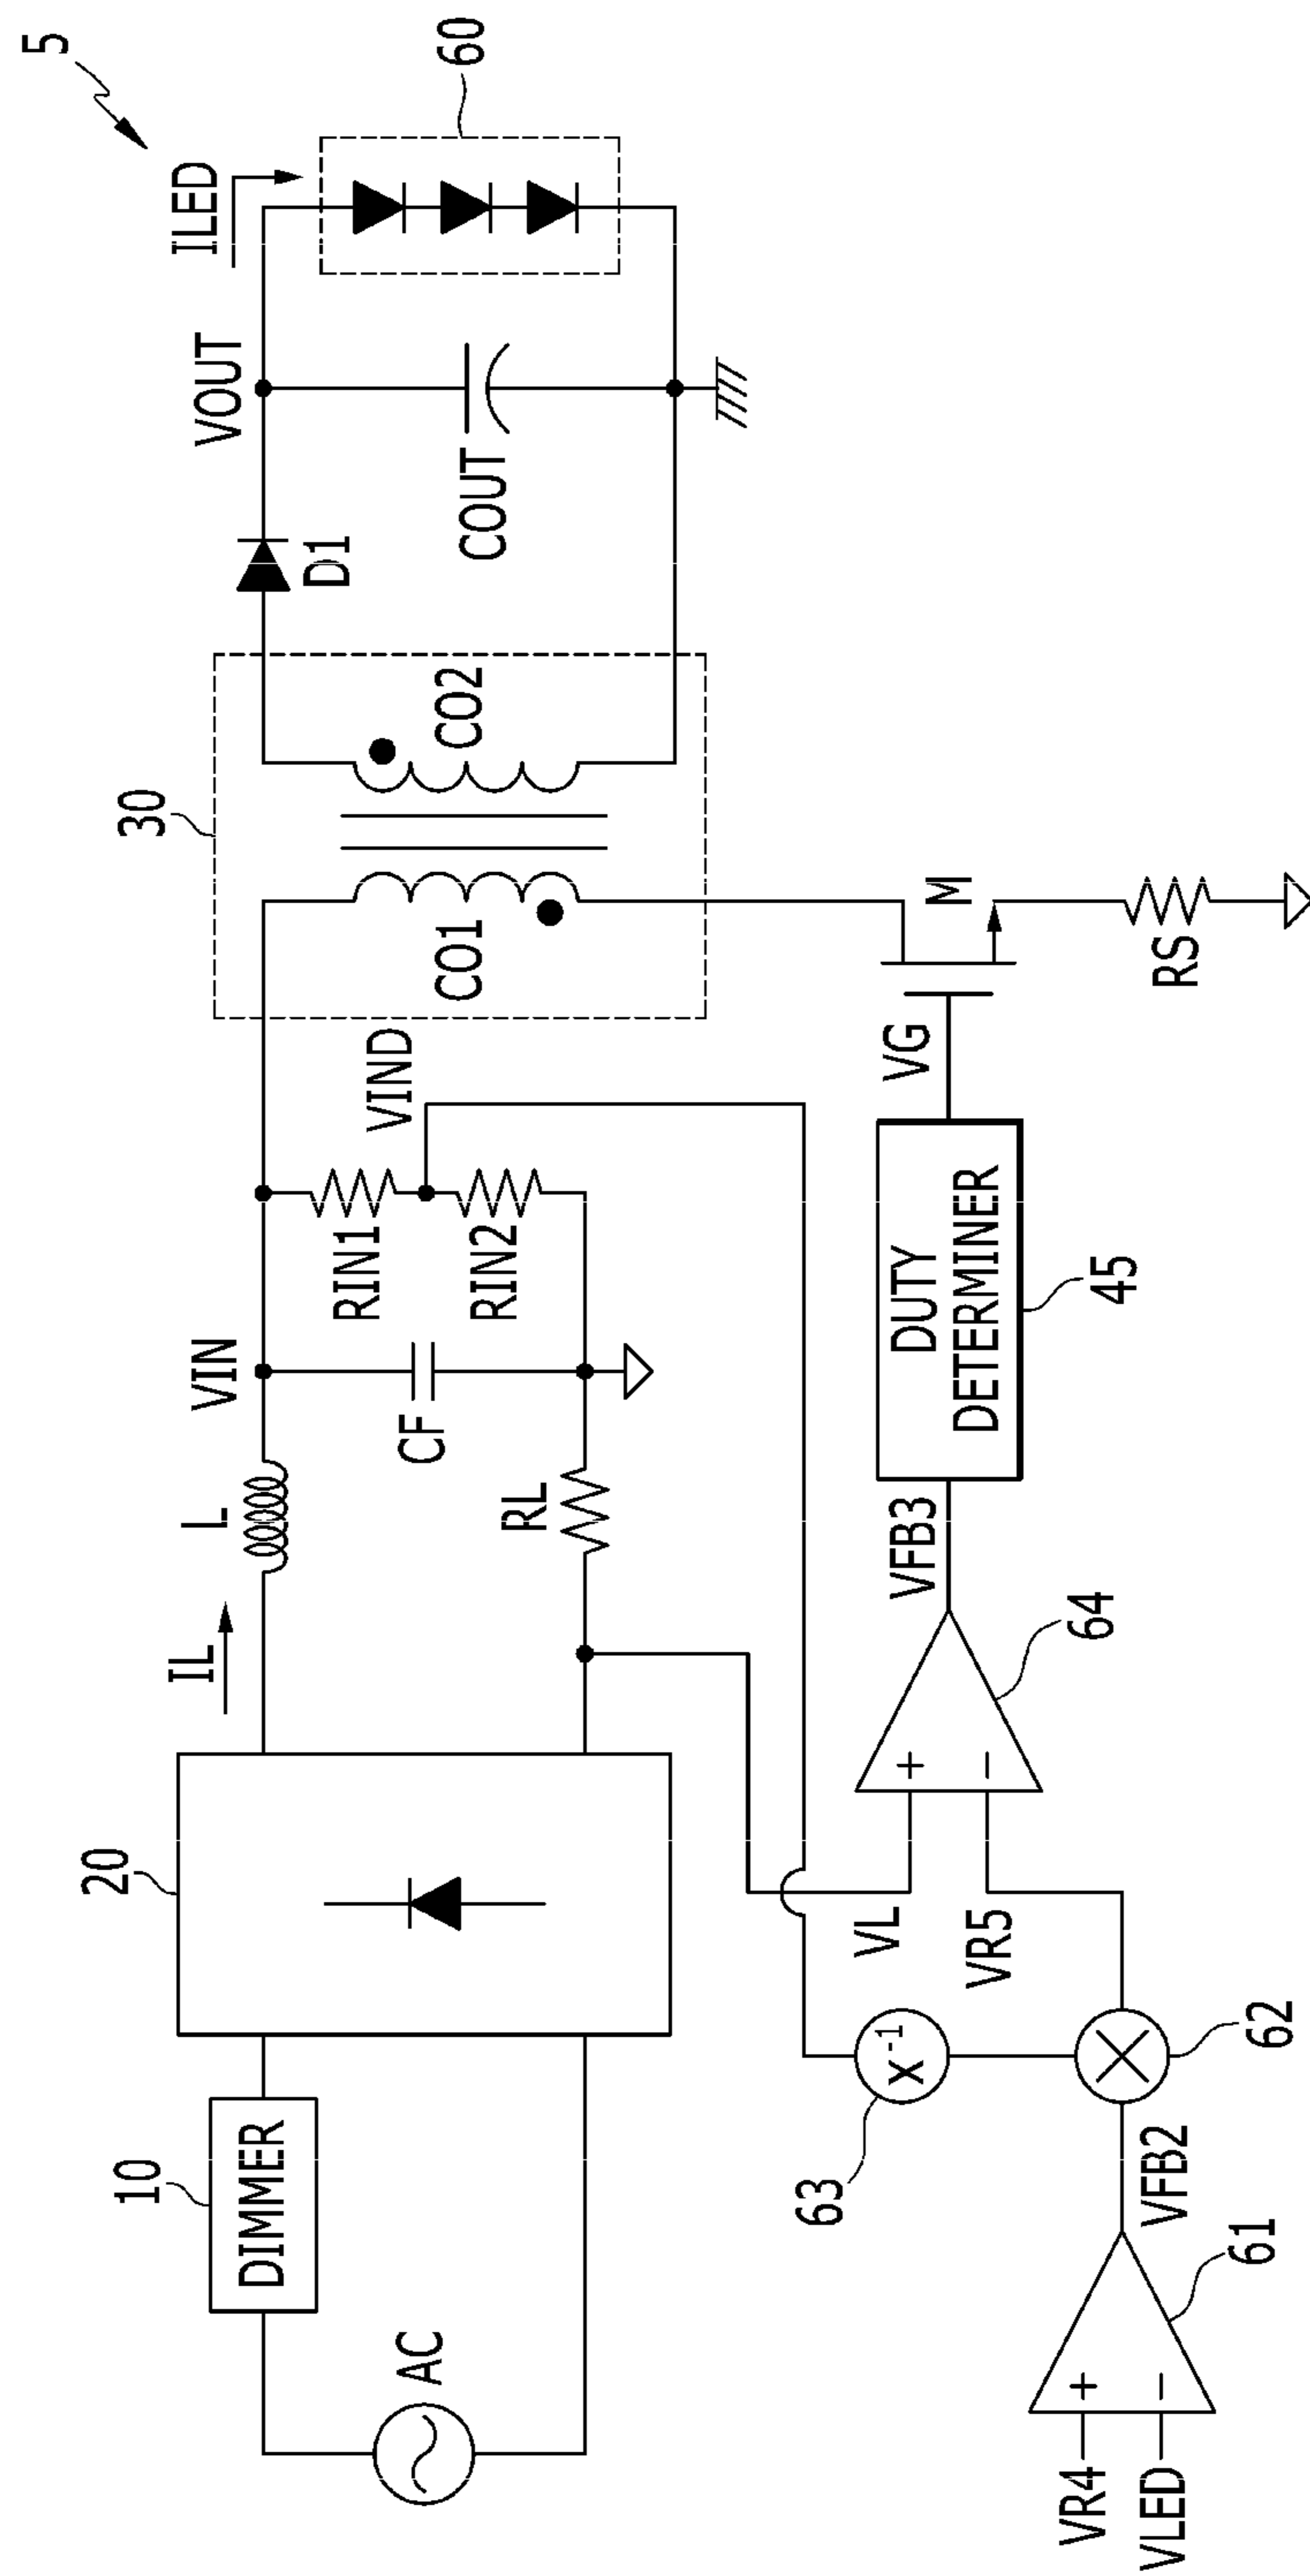 5
ILED
60
VOUT
COUT
D1
30
CO1
CO2
VIND
VIN
RIN1
RIN2
CF
L
RL
IL
20
10
DIMMER
AC
M
RS
VG
DUTY
DETERMINER
45
VFB3
64
+
−
VL
VR5
x⁻¹
63
62
VFB2
61
+
−
VR4
VLED